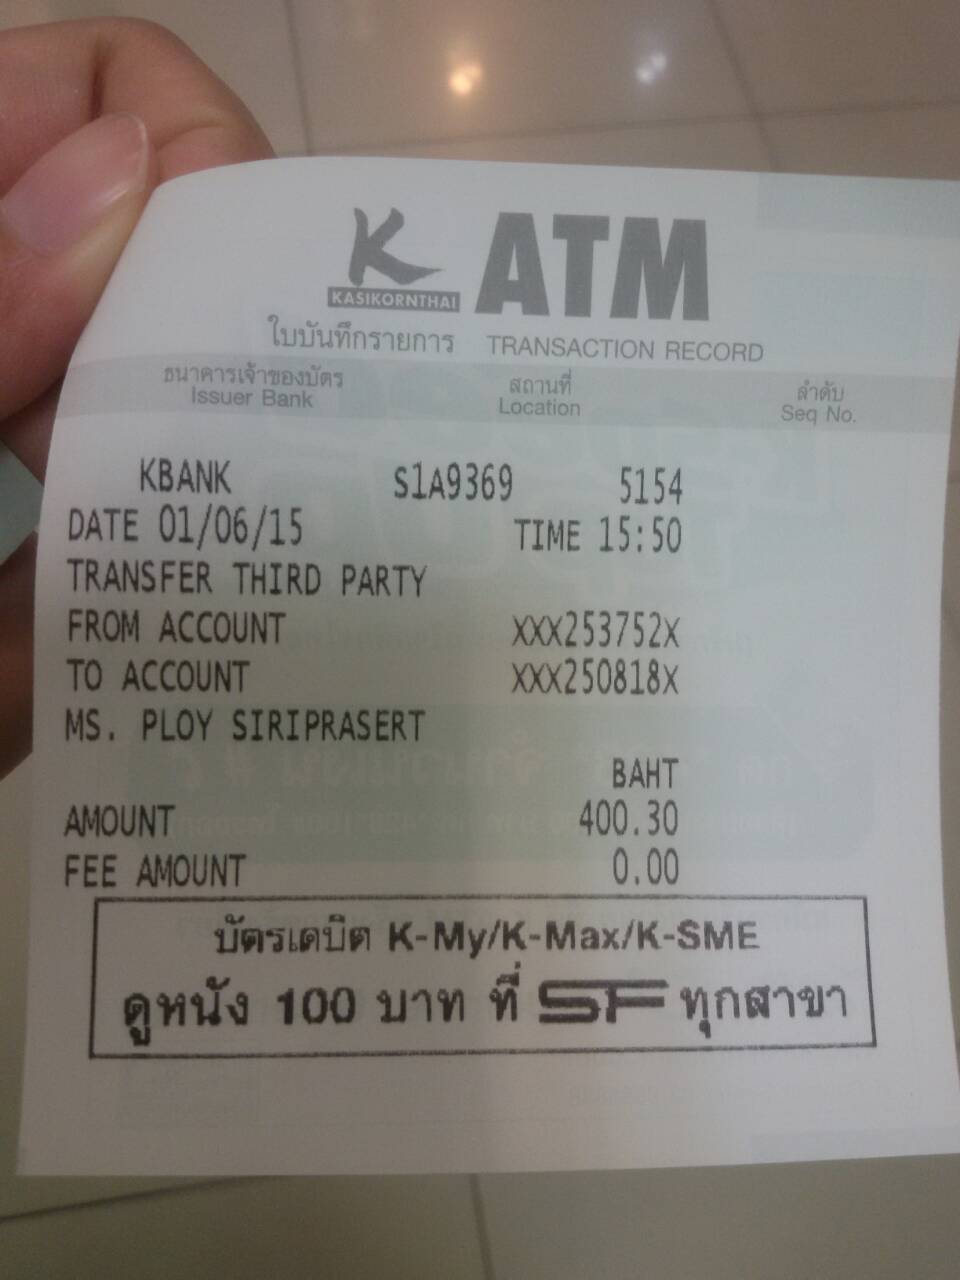 K ATM
KASIKORNTHAI
ใบบันทึกรายการ TRANSACTION RECORD
ธนาคารเจ้าของบัตร สถานที่ ลำดับ
Issuer Bank Location Seq No.
KBANK S1A9369 5154
DATE 01/06/15 TIME 15:50
TRANSFER THIRD PARTY
FROM ACCOUNT XXX253752X
TO ACCOUNT XXX250818X
MS. PLOY SIRIPRASERT
BAHT
AMOUNT 400.30
FEE AMOUNT 0.00
บัตรเดบิต K-My/K-Max/K-SME
ดูหนัง 100 บาท ที่ SF ทุกสาขา